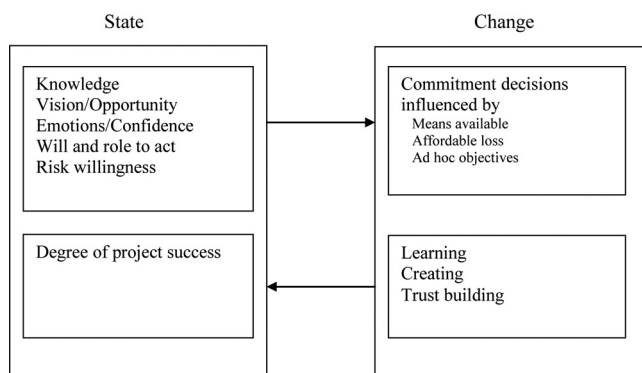 State
Change
Knowledge
Vision/Opportunity
Emotions/Confidence
Will and role to act
Risk willingness
Commitment decisions
influenced by
Means available
Affordable loss
Ad hoc objectives
Degree of project success
Learning
Creating
Trust building